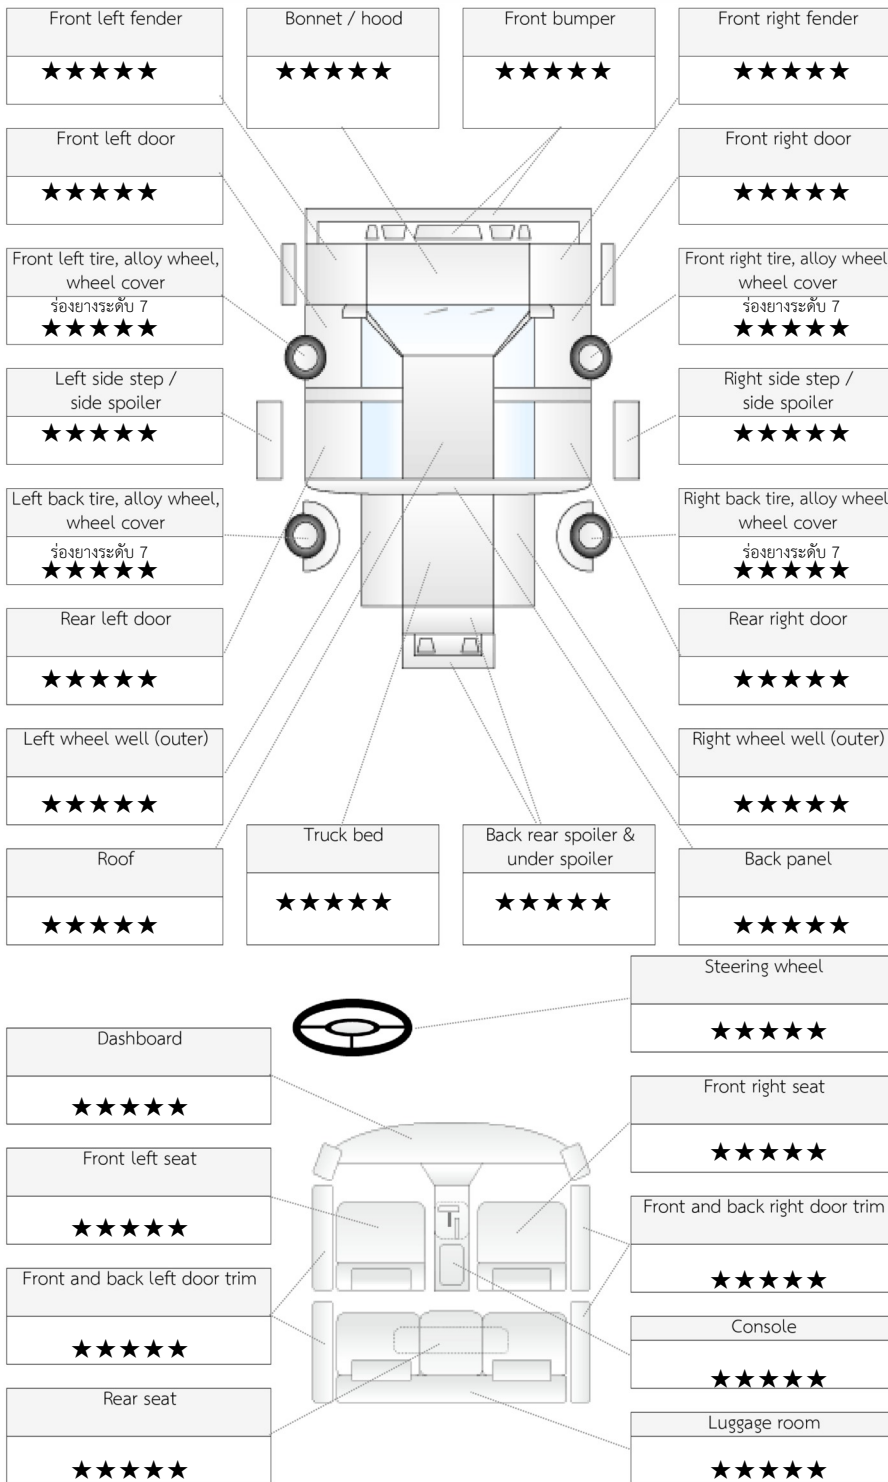 Front left fender
★★★★★
Bonnet / hood
★★★★★
Front bumper
★★★★★
Front right fender
★★★★★
Front left door
★★★★★
Front right door
★★★★★
Front left tire, alloy wheel,
wheel cover
ร่องยางระดับ 7
★★★★★
Front right tire, alloy wheel
wheel cover
ร่องยางระดับ 7
★★★★★
Left side step /
side spoiler
★★★★★
Right side step /
side spoiler
★★★★★
Left back tire, alloy wheel,
wheel cover
ร่องยางระดับ 7
★★★★★
Right back tire, alloy wheel
wheel cover
ร่องยางระดับ 7
★★★★★
Rear left door
★★★★★
Rear right door
★★★★★
Left wheel well (outer)
★★★★★
Right wheel well (outer)
★★★★★
Roof
★★★★★
Truck bed
★★★★★
Back rear spoiler &
under spoiler
★★★★★
Back panel
★★★★★
Steering wheel
★★★★★
Dashboard
★★★★★
Front right seat
★★★★★
Front left seat
★★★★★
Front and back right door trim
★★★★★
Front and back left door trim
★★★★★
Console
★★★★★
Rear seat
★★★★★
Luggage room
★★★★★